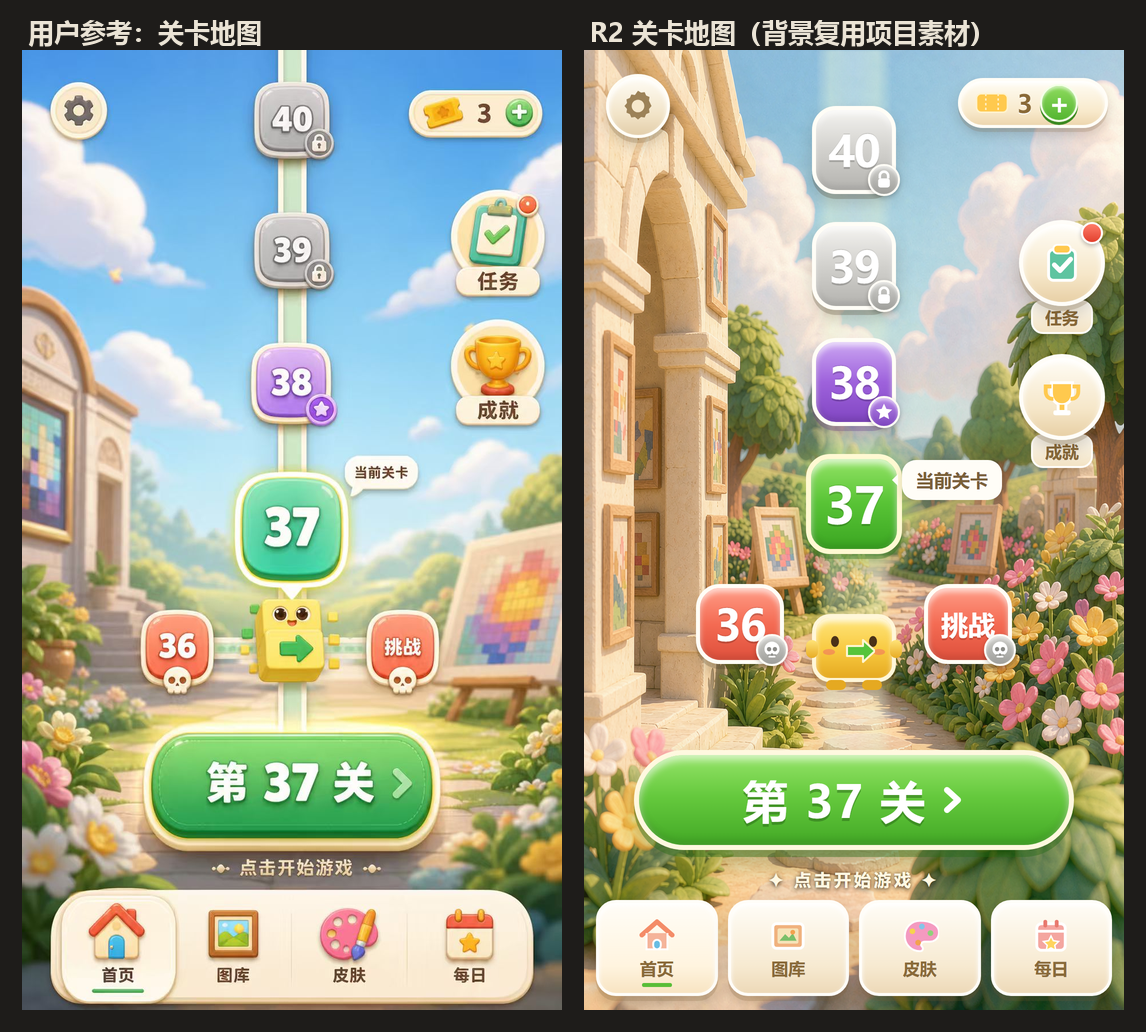 用户参考：关卡地图
40
3
39
任务
38
成就
当前关卡
37
36
挑战
第 37 关
点击开始游戏
首页
图库
皮肤
每日
R2 关卡地图（背景复用项目素材）
3
40
39
任务
38
成就
37
当前关卡
36
挑战
第 37 关
点击开始游戏
首页
图库
皮肤
每日